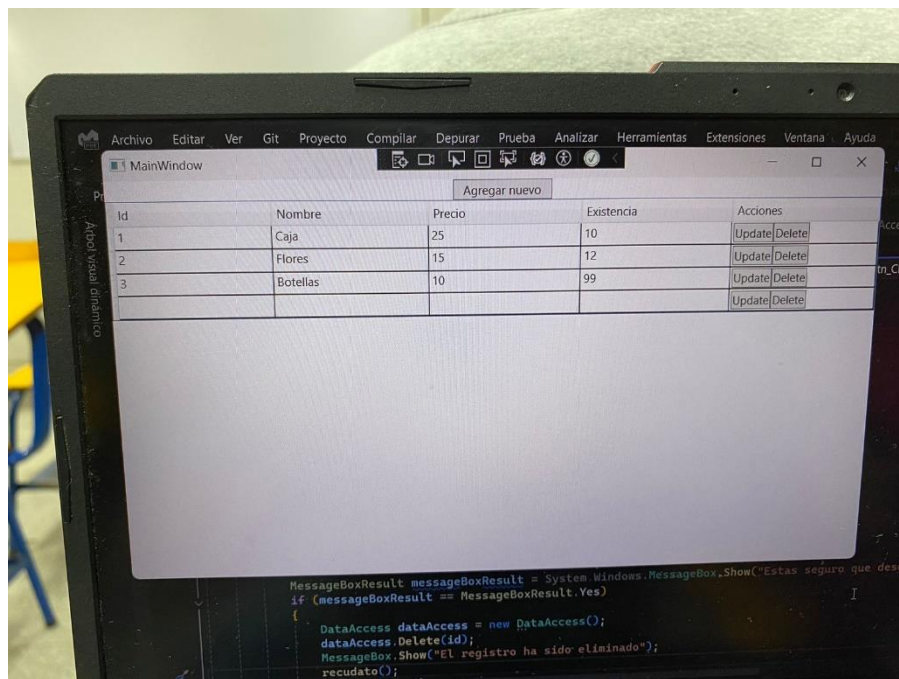 Archivo Editar Ver Git Proyecto Compilar Depurar Prueba Analizar Herramientas Extensiones Ventana Ayuda
MainWindow
Agregar nuevo
Id Nombre Precio Existencia Acciones
1 Caja 25 10 Update Delete
2 Flores 15 12 Update Delete
3 Botellas 10 99 Update Delete
Update Delete
Árbol visual dinámico
MessageBoxResult messageBoxResult = System.Windows.MessageBox.Show("Estas seguro que
if (messageBoxResult == MessageBoxResult.Yes)
{
DataAccess dataAccess = new DataAccess();
dataAccess.Delete(id);
MessageBox.Show("El registro ha sido eliminado");
recudato();